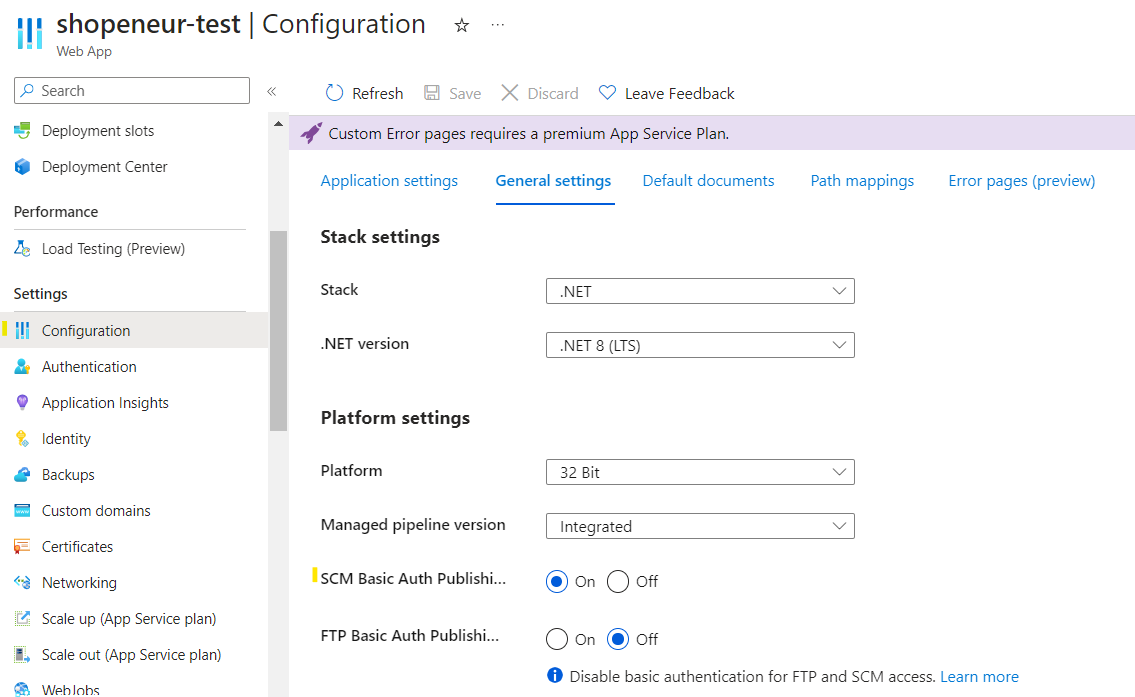 shopeneur-test | Configuration
Web App
Search
Deployment slots
Deployment Center
Performance
Load Testing (Preview)
Settings
Configuration
Authentication
Application Insights
Identity
Backups
Custom domains
Certificates
Networking
Scale up (App Service plan)
Scale out (App Service plan)
WebJobs
Refresh
Save
Discard
Leave Feedback
Custom Error pages requires a premium App Service Plan.
Application settings
General settings
Default documents
Path mappings
Error pages (preview)
Stack settings
Stack
.NET
.NET version
.NET 8 (LTS)
Platform settings
Platform
32 Bit
Managed pipeline version
Integrated
SCM Basic Auth Publishi...
On
Off
FTP Basic Auth Publishi...
On
Off
Disable basic authentication for FTP and SCM access. Learn more